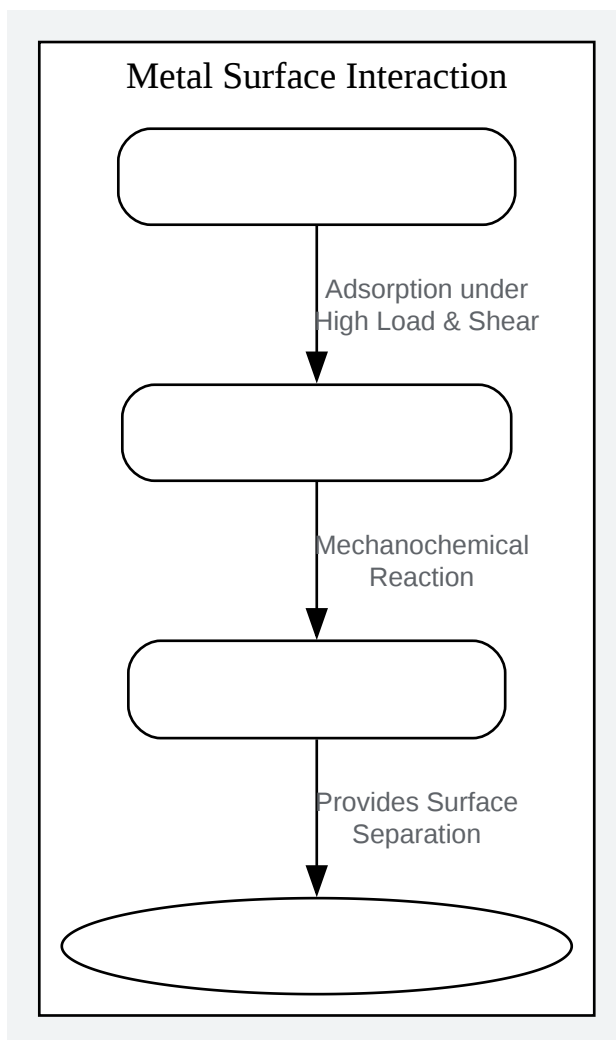 Metal Surface Interaction
Adsorption under
High Load & Shear
Mechanochemical
Reaction
Provides Surface
Separation